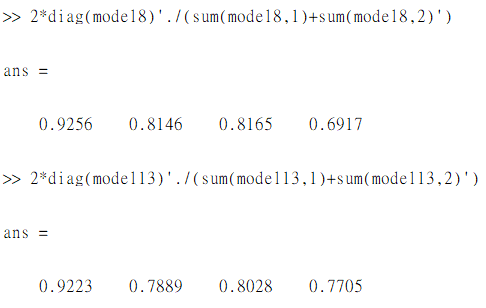 >> 2*diag(model8)'./(sum(model8,1)+sum(model8,2)')
ans =
0.9256 0.8146 0.8165 0.6917
>> 2*diag(model13)'./(sum(model13,1)+sum(model13,2)')
ans =
0.9223 0.7889 0.8028 0.7705